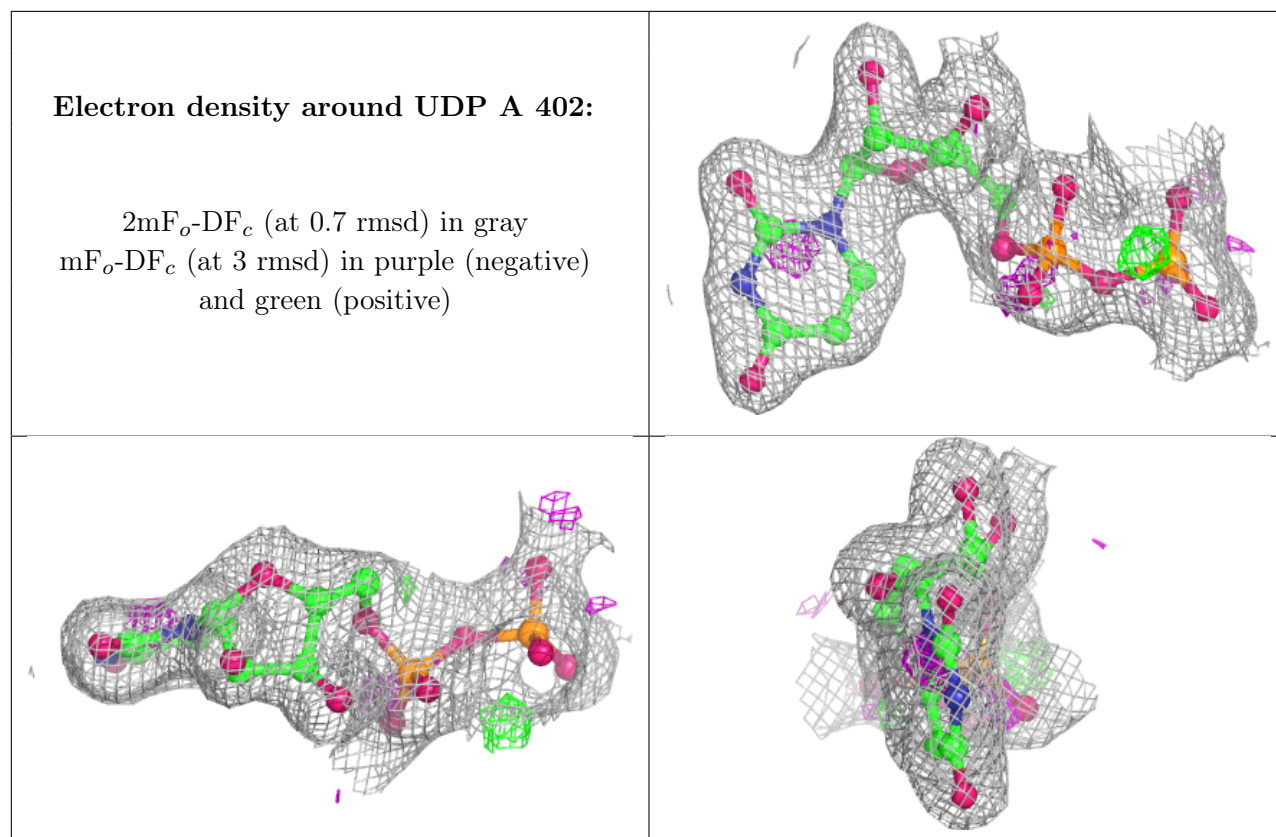 Electron density around UDP A 402:
2mFₒ-DF𝒸 (at 0.7 rmsd) in gray
mFₒ-DF𝒸 (at 3 rmsd) in purple (negative)
and green (positive)